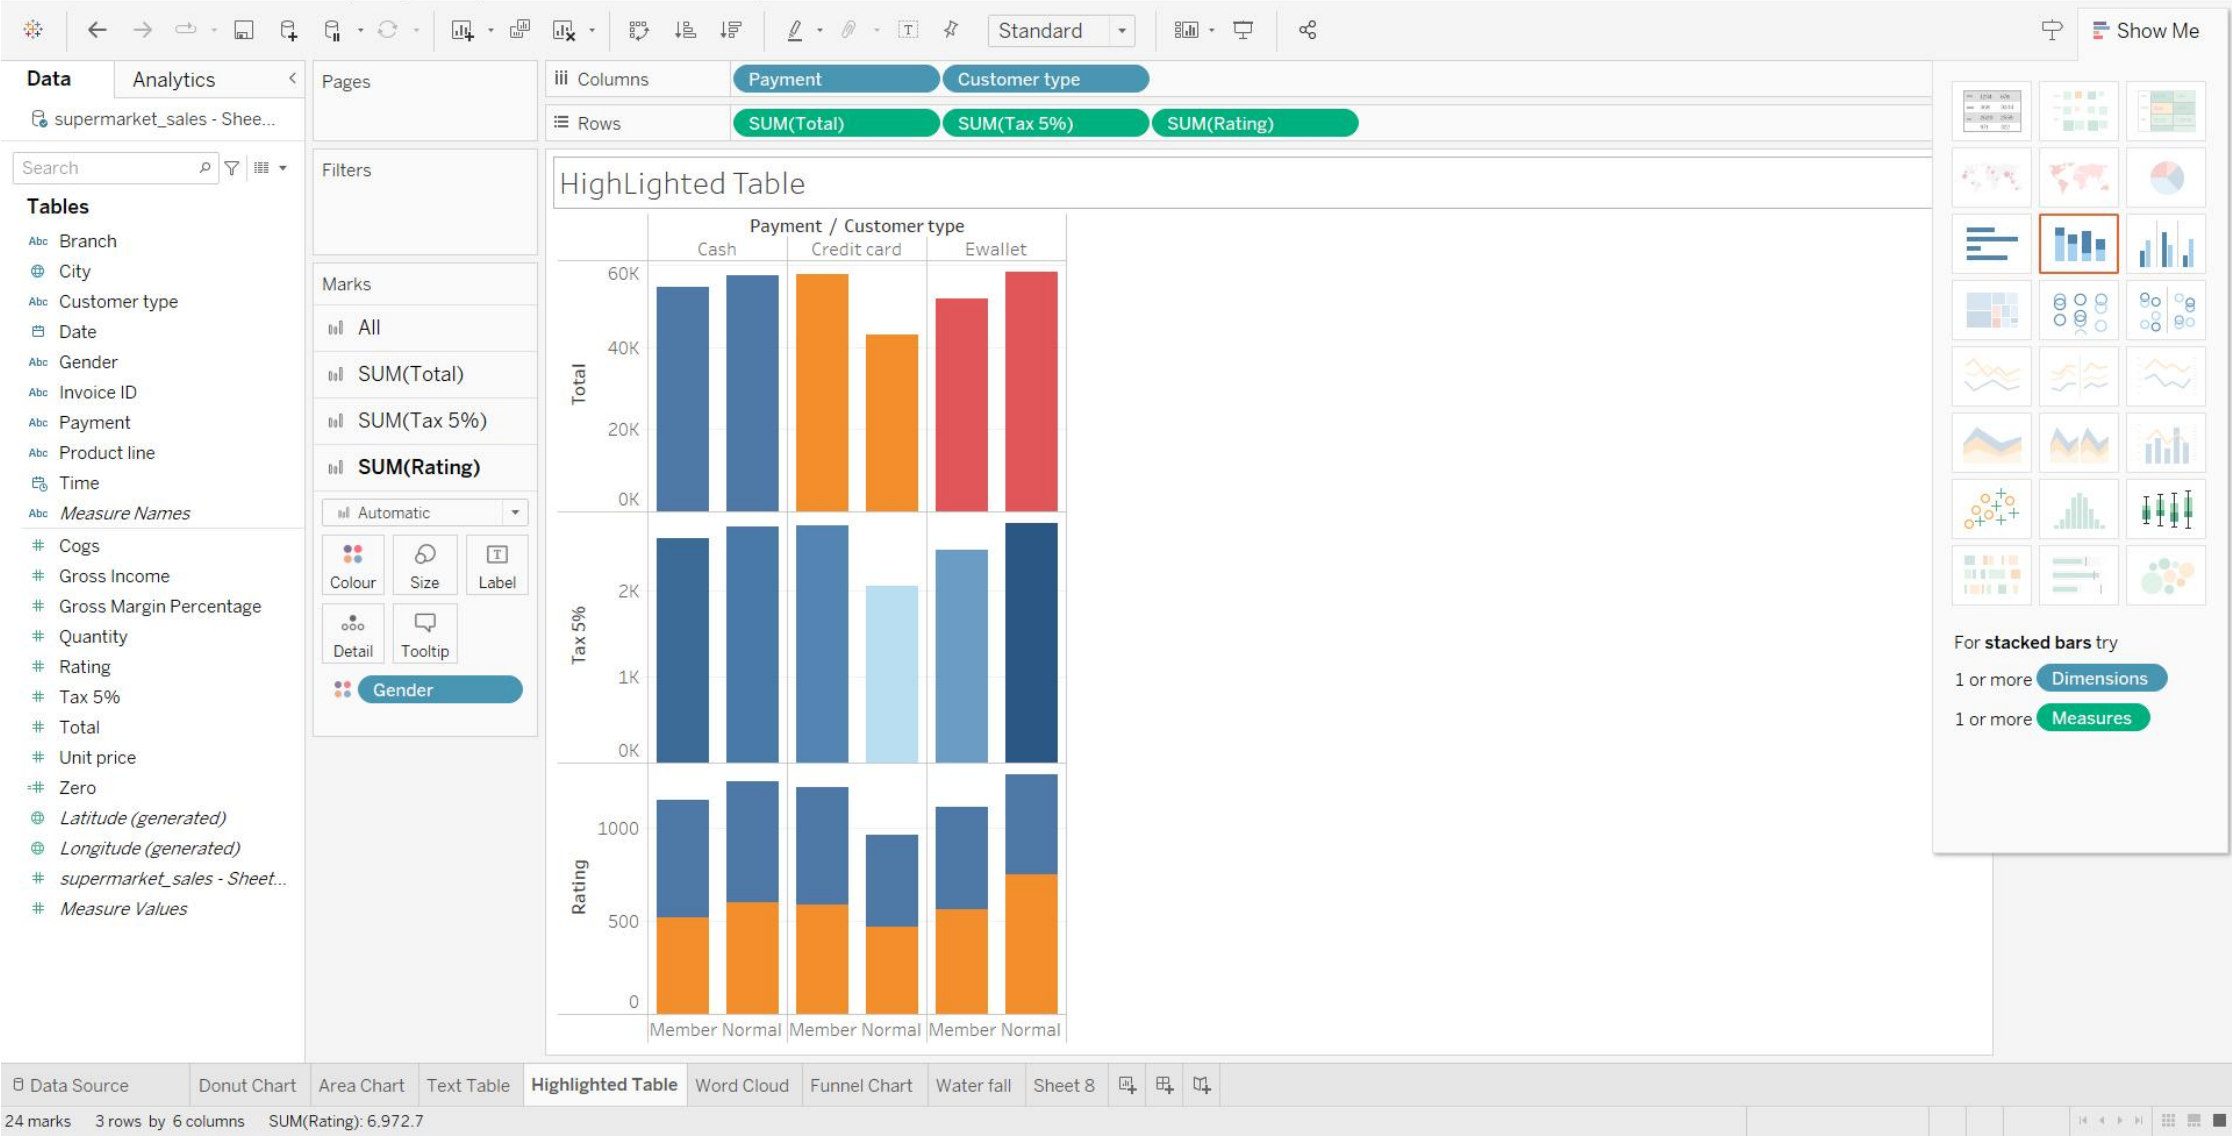 Standard
Show Me
Data
Analytics
supermarket_sales - Shee...
Search
Tables
Abc Branch
City
Abc Customer type
Date
Abc Gender
Abc Invoice ID
Abc Payment
Abc Product line
Time
Abc Measure Names
# Cogs
# Gross Income
# Gross Margin Percentage
# Quantity
# Rating
# Tax 5%
# Total
# Unit price
=# Zero
Latitude (generated)
Longitude (generated)
# supermarket_sales - Sheet...
# Measure Values
Pages
Filters
Marks
All
SUM(Total)
SUM(Tax 5%)
SUM(Rating)
Automatic
Colour
Size
Label
Detail
Tooltip
Gender
Columns
Payment
Customer type
Rows
SUM(Total)
SUM(Tax 5%)
SUM(Rating)
HighLighted Table
Payment / Customer type
Cash
Credit card
Ewallet
60K
40K
20K
0K
Total
2K
1K
0K
Tax 5%
1000
500
0
Rating
Member Normal Member Normal Member Normal
For stacked bars try
1 or more Dimensions
1 or more Measures
Data Source
Donut Chart
Area Chart
Text Table
Highlighted Table
Word Cloud
Funnel Chart
Water fall
Sheet 8
24 marks
3 rows by 6 columns
SUM(Rating): 6,972.7